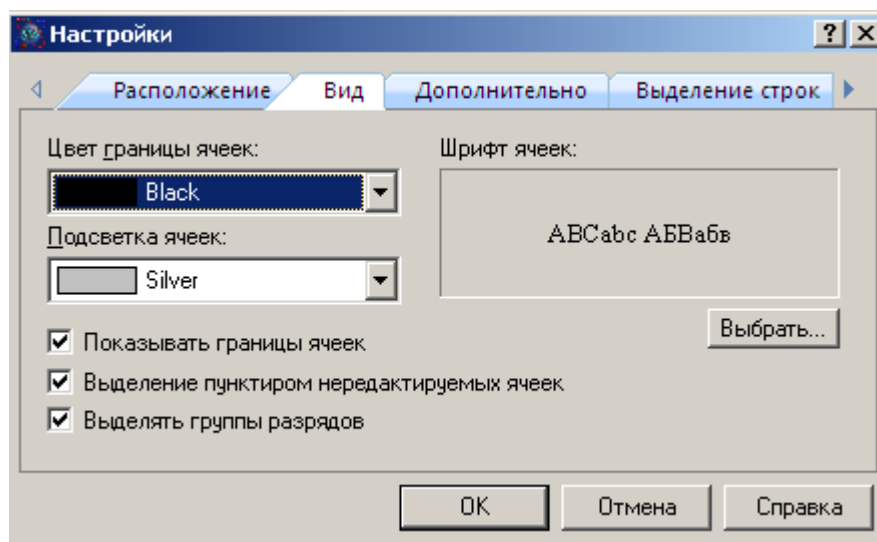 Настройки
Расположение Вид Дополнительно Выделение строк
Цвет границы ячеек:
Шрифт ячеек:
Black
ABCabc АБВабв
Подсветка ячеек:
Silver
Выбрать...
Показывать границы ячеек
Выделение пунктиром нередактируемых ячеек
Выделять группы разрядов
OK Отмена Справка